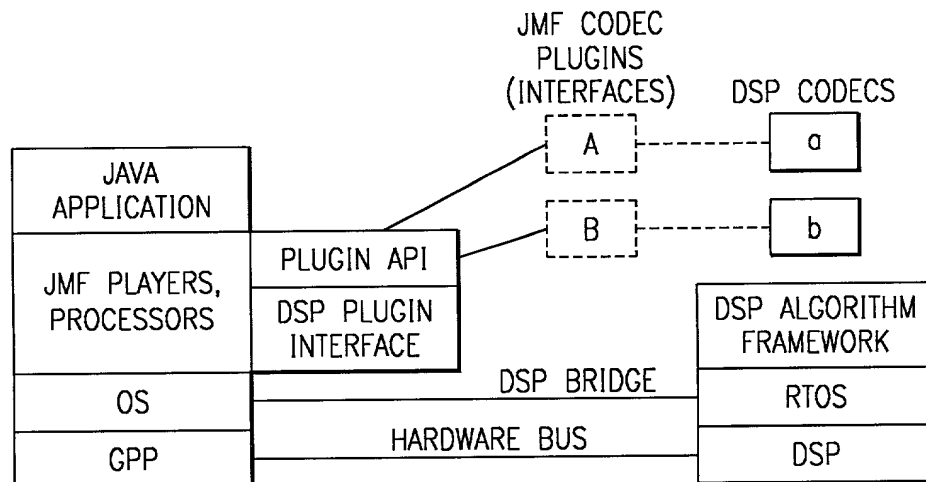 JMF CODEC
PLUGINS
(INTERFACES)
DSP CODECS
A
a
B
b
JAVA
APPLICATION
JMF PLAYERS,
PROCESSORS
PLUGIN API
DSP PLUGIN
INTERFACE
DSP ALGORITHM
FRAMEWORK
OS
DSP BRIDGE
RTOS
GPP
HARDWARE BUS
DSP